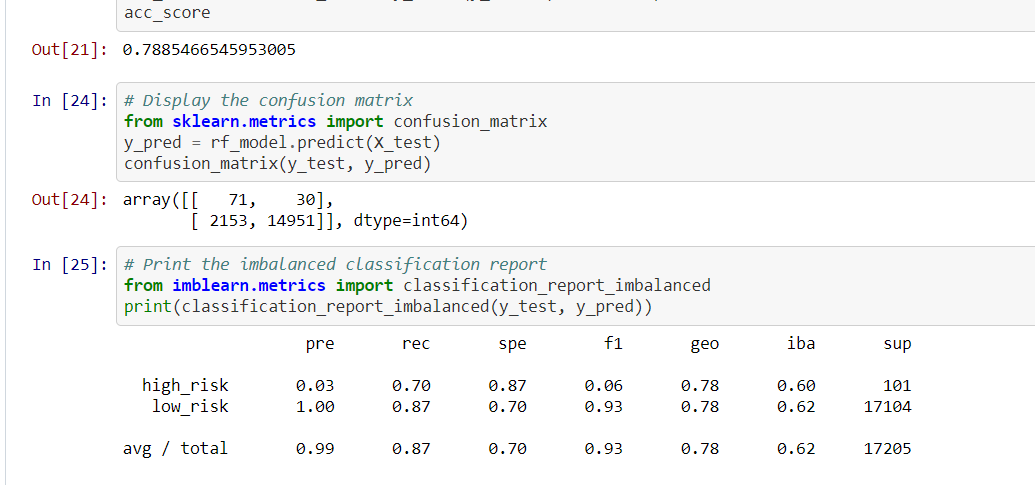 acc_score
Out[21]: 0.7885466545953005
In [24]: # Display the confusion matrix
from sklearn.metrics import confusion_matrix
y_pred = rf_model.predict(X_test)
confusion_matrix(y_test, y_pred)
Out[24]: array([[   71,    30],
       [ 2153, 14951]], dtype=int64)
In [25]: # Print the imbalanced classification report
from imblearn.metrics import classification_report_imbalanced
print(classification_report_imbalanced(y_test, y_pred))
pre rec spe f1 geo iba sup
high_risk 0.03 0.70 0.87 0.06 0.78 0.60 101
low_risk 1.00 0.87 0.70 0.93 0.78 0.62 17104
avg / total 0.99 0.87 0.70 0.93 0.78 0.62 17205